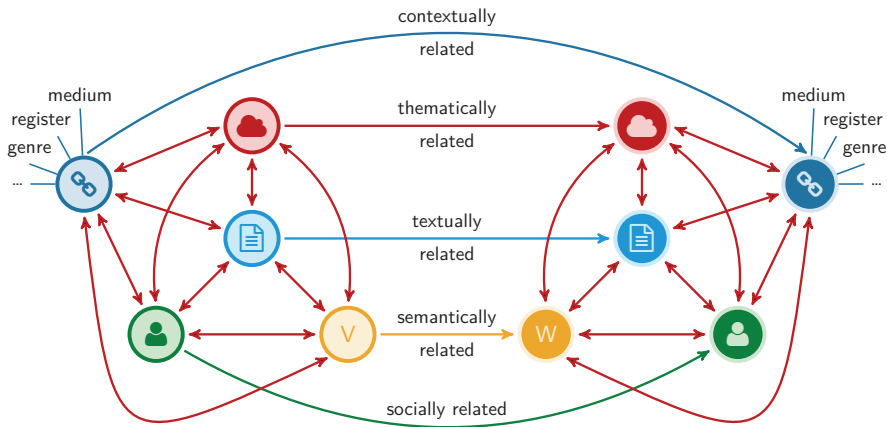 contextually
related
medium
register
genre
...
thematically
related
medium
register
genre
...
textually
related
V
semantically
related
W
socially related